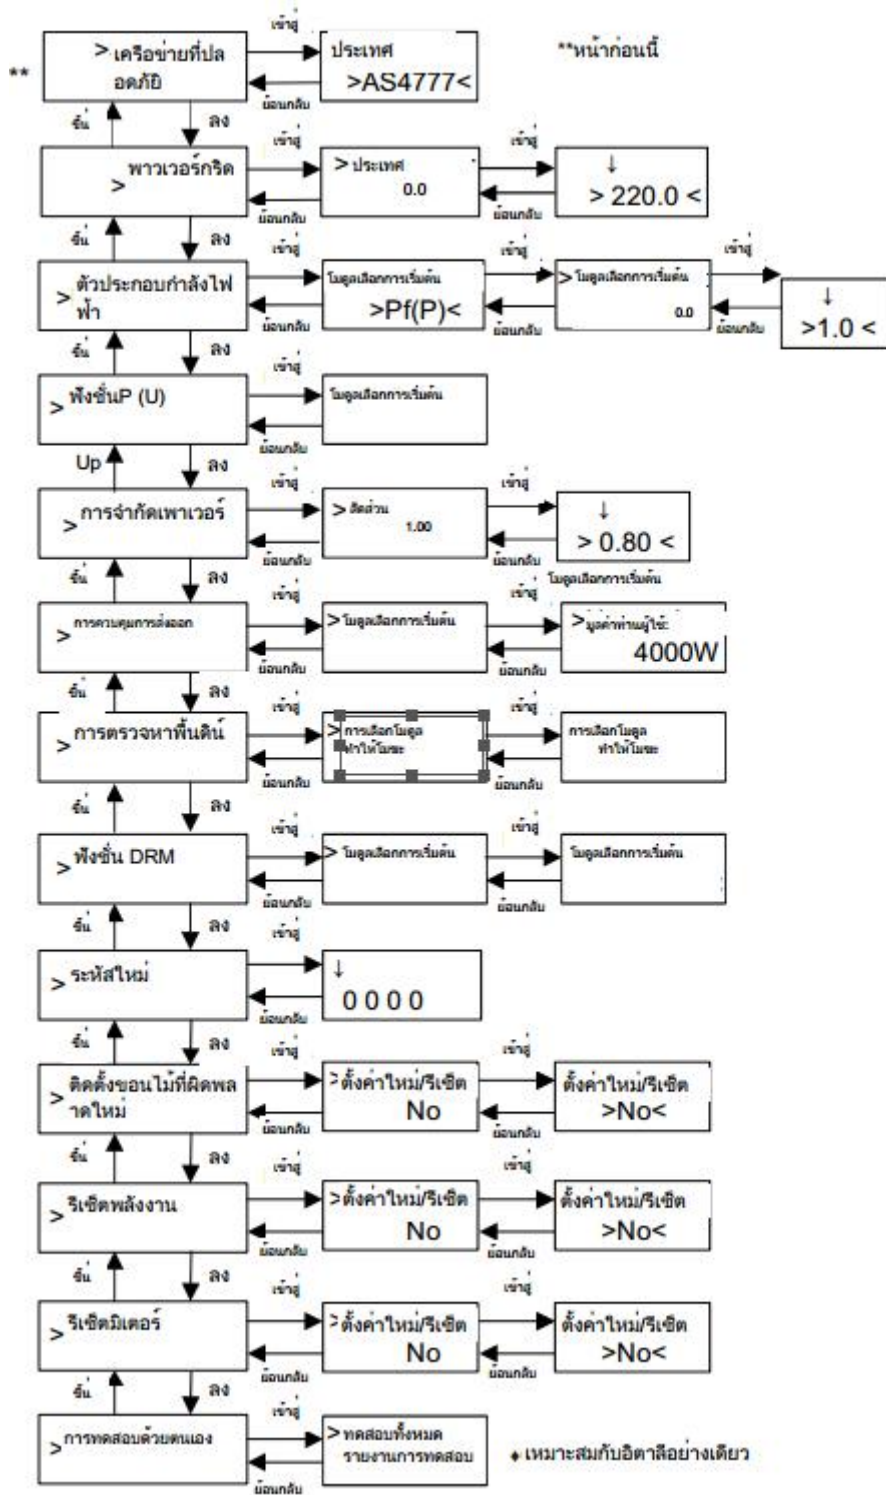 เข้าสู่
**
> เครือข่ายที่ปล
อดภัยิ
ประเทศ
>AS4777<
**หน้าก่อนนี้
ย้อนกลับ
ขึ้น
ลง
เข้าสู่
เข้าสู่
พาวเวอร์กริด
>
> ประเทศ
0.0
↓
> 220.0 <
ย้อนกลับ
ย้อนกลับ
ขึ้น
ลง
เข้าสู่
เข้าสู่
เข้าสู่
> ตัวประกอบกำลังไฟ
ฟ้า
โมดูลเลือกการเริ่มต้น
>Pf(P)<
> โมดูลเลือกการเริ่มต้น
0.0
↓
>1.0 <
ย้อนกลับ
ย้อนกลับ
ย้อนกลับ
ขึ้น
ลง
เข้าสู่
> ฟังชั่นP (U)
โมดูลเลือกการเริ่มต้น
ย้อนกลับ
Up
ลง
เข้าสู่
เข้าสู่
> การจำกัดเพาเวอร์
> สัดส่วน
1.00
↓
> 0.80 <
ย้อนกลับ
ย้อนกลับ
โมดูลเลือกการเริ่มต้น
ขึ้น
ลง
เข้าสู่
เข้าสู่
> การควบคุมการส่งออก
> โมดูลเลือกการเริ่มต้น
> มูลค่าท่านผู้ใช้:
4000W
ย้อนกลับ
ย้อนกลับ
ขึ้น
ลง
เข้าสู่
เข้าสู่
> การตรวจหาพื้นดิน์
> การเลือกโมดูล
ทำให้โมฆะ
การเลือกโมดูล
ทำให้โมฆะ
ย้อนกลับ
ย้อนกลับ
ขึ้น
ลง
เข้าสู่
เข้าสู่
> ฟังชั่น DRM
> โมดูลเลือกการเริ่มต้น
โมดูลเลือกการเริ่มต้น
ย้อนกลับ
ย้อนกลับ
ขึ้น
ลง
เข้าสู่
> ระหัสใหม่
↓
0 0 0 0
ย้อนกลับ
ขึ้น
ลง
เข้าสู่
เข้าสู่
> ติดตั้งขอนไม้ที่ผิดพล
าดใหม่
> ตั้งค่าใหม่/รีเซ็ต
No
ตั้งค่าใหม่/รีเซ็ต
>No<
ย้อนกลับ
ย้อนกลับ
ขึ้น
ลง
เข้าสู่
เข้าสู่
> รีเซ็ตพลังงาน
> ตั้งค่าใหม่/รีเซ็ต
No
ตั้งค่าใหม่/รีเซ็ต
>No<
ย้อนกลับ
ย้อนกลับ
ขึ้น
ลง
เข้าสู่
เข้าสู่
> รีเซ็ตมิเตอร์
> ตั้งค่าใหม่/รีเซ็ต
No
ตั้งค่าใหม่/รีเซ็ต
>No<
ย้อนกลับ
ย้อนกลับ
ขึ้น
ลง
เข้าสู่
> การทดสอบด้วยตนเอง
> ทดสอบทั้งหมด
รายงานการทดสอบ
♦ เหมาะสมกับอิตาลีอย่างเดียว
ย้อนกลับ